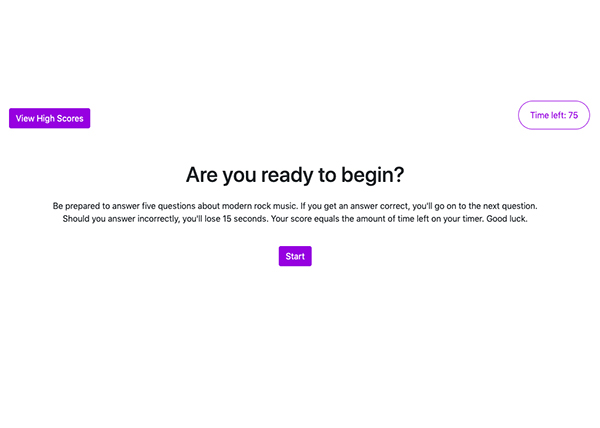 View High Scores
Time left: 75
Are you ready to begin?
Be prepared to answer five questions about modern rock music. If you get an answer correct, you'll go on to the next question.
Should you answer incorrectly, you'll lose 15 seconds. Your score equals the amount of time left on your timer. Good luck.
Start